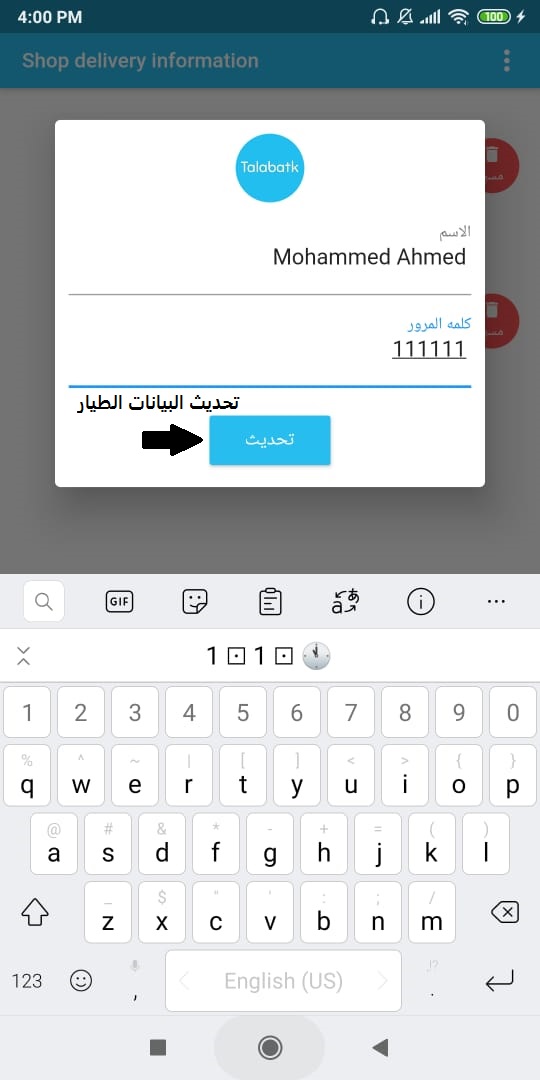 4:00 PM
100
Shop delivery information
Talabatk
الاسم
Mohammed Ahmed
كلمه المرور
111111
تحديث البيانات الطيار
تحديث
GIF
1 1
1 2 3 4 5 6 7 8 9 0
% ^ ~ | [ ] < > { }
q w e r t y u i o p
@ # & * - + = ( )
a s d f g h j k l
_ $ " ' : ; /
z x c v b n m
123 , English (US) .
,!?